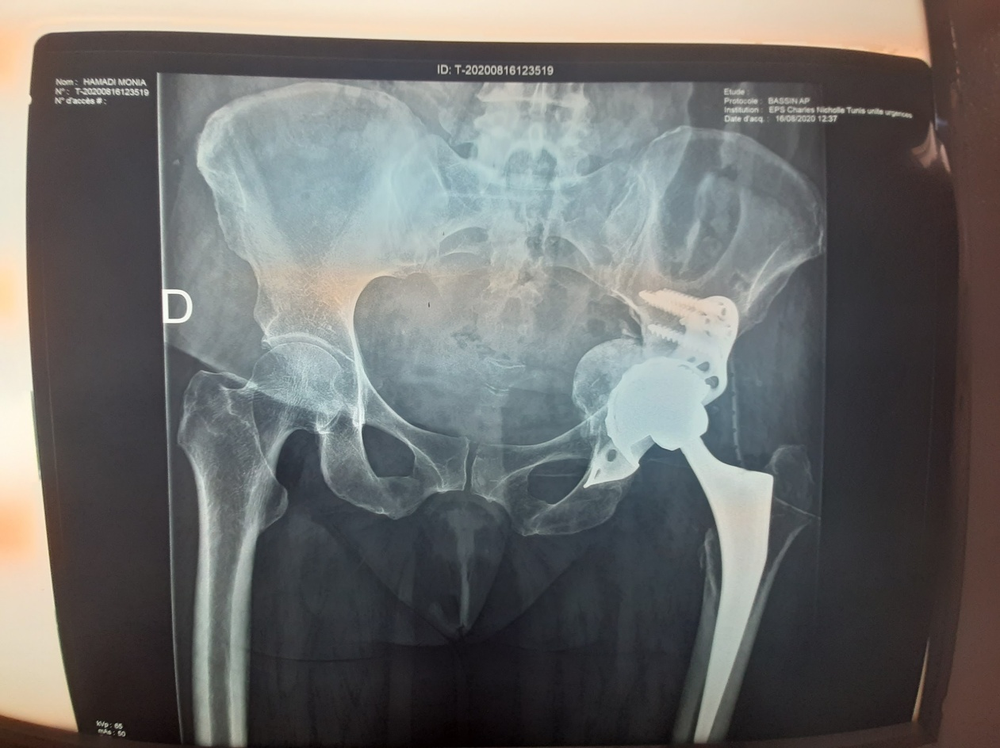 ID: T-20200816123519
Nom : HAMADI MONIA
N° : T-20200816123519
N° d'accès # :
Etude :
Protocole : BASSIN AP
Institution : EPS Charles Nicholle Tunis unite urgences
Date d'acq. : 16/08/2020 12:37
D
kVp : 65
mAs : 50